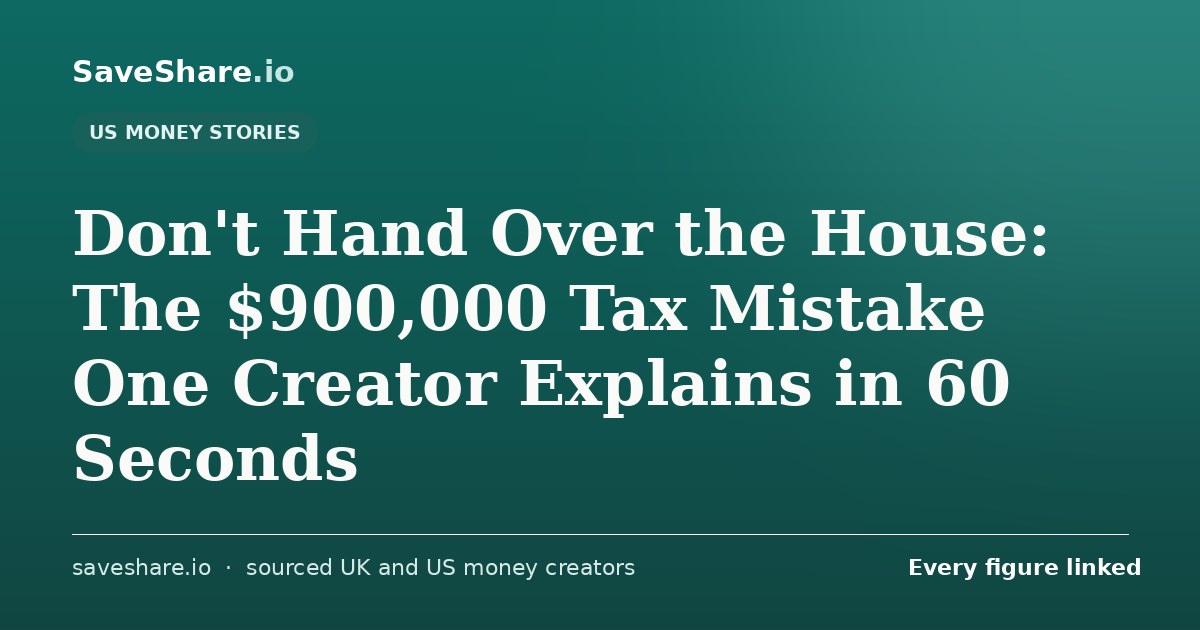 SaveShare.io
US MONEY STORIES
Don't Hand Over the House:
The $900,000 Tax Mistake
One Creator Explains in 60
Seconds
saveshare.io · sourced UK and US money creators
Every figure linked